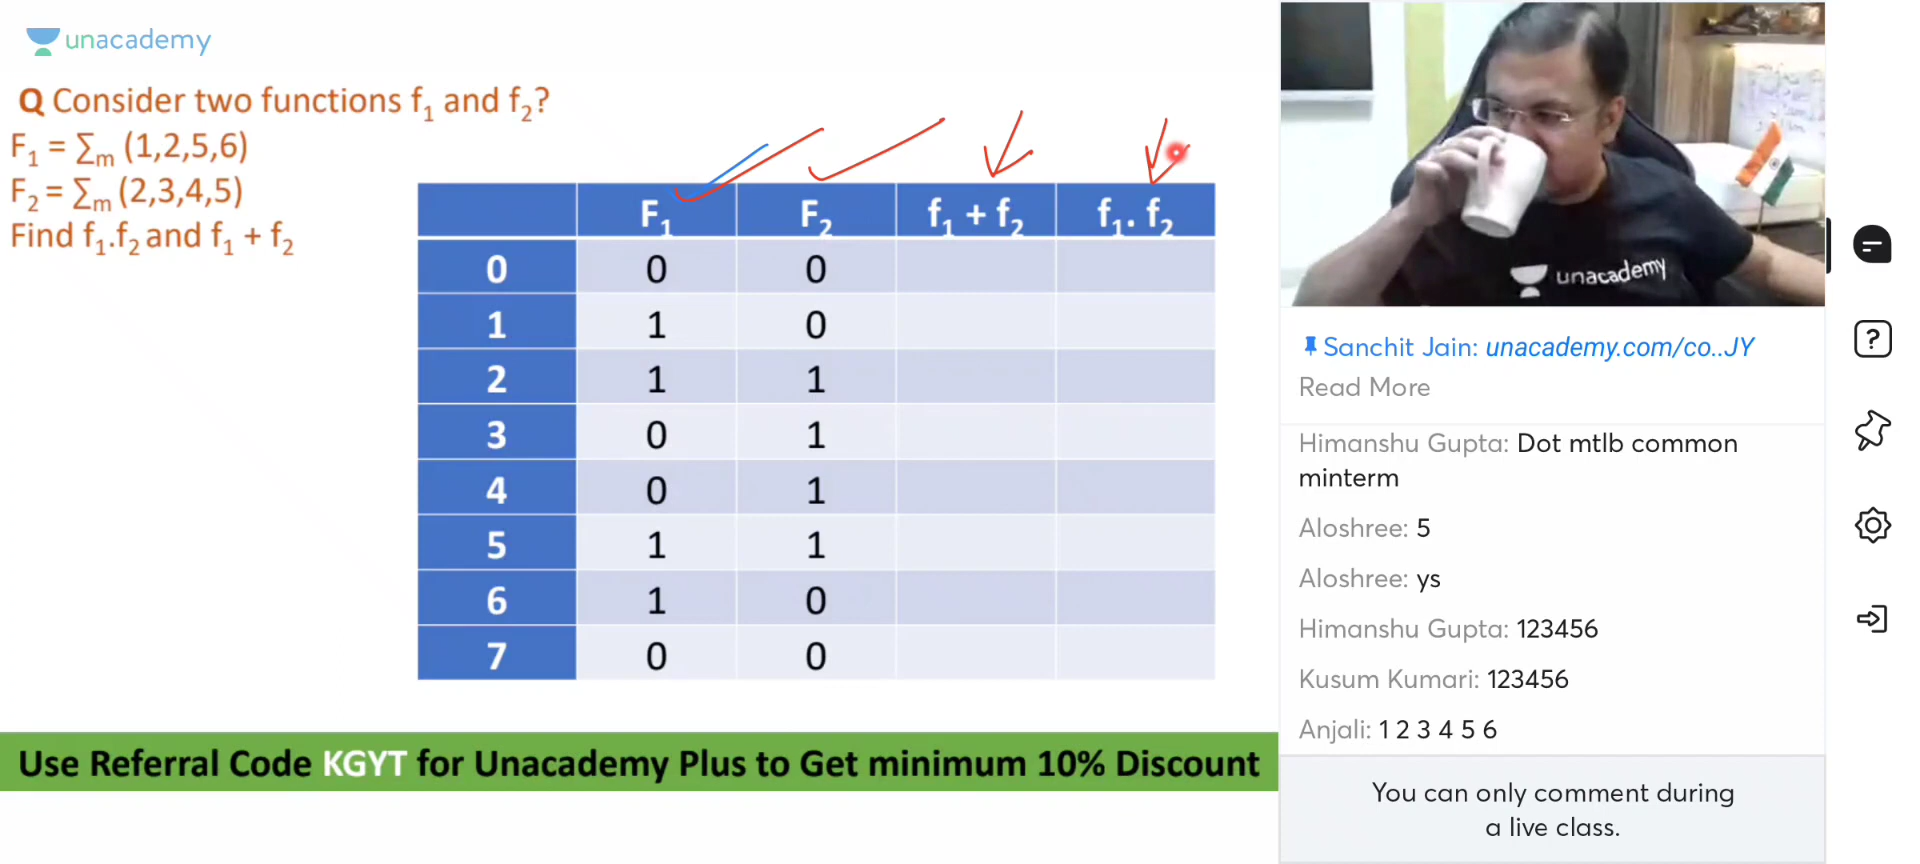 unacademy
Q Consider two functions f1 and f2?
F1 = ∑m (1,2,5,6)
F2 = ∑m (2,3,4,5)
Find f1.f2 and f1 + f2
F1 F2 f1 + f2 f1. f2
0 0 0
1 1 0
2 1 1
3 0 1
4 0 1
5 1 1
6 1 0
7 0 0
Use Referral Code KGYT for Unacademy Plus to Get minimum 10% Discount
unacademy
Sanchit Jain: unacademy.com/co..JY
Read More
Himanshu Gupta: Dot mtlb common
minterm
Aloshree: 5
Aloshree: ys
Himanshu Gupta: 123456
Kusum Kumari: 123456
Anjali: 1 2 3 4 5 6
You can only comment during
a live class.
?